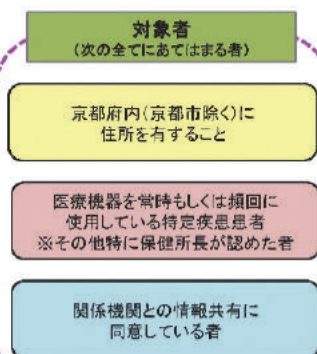 対象者
(次の全てにあてはまる者)
京都府内(京都市除く)に
住所を有すること
医療機器を常時もしくは頻回に
使用している特定疾患患者
※その他特に保健所長が認めた者
関係機関との情報共有に
同意している者